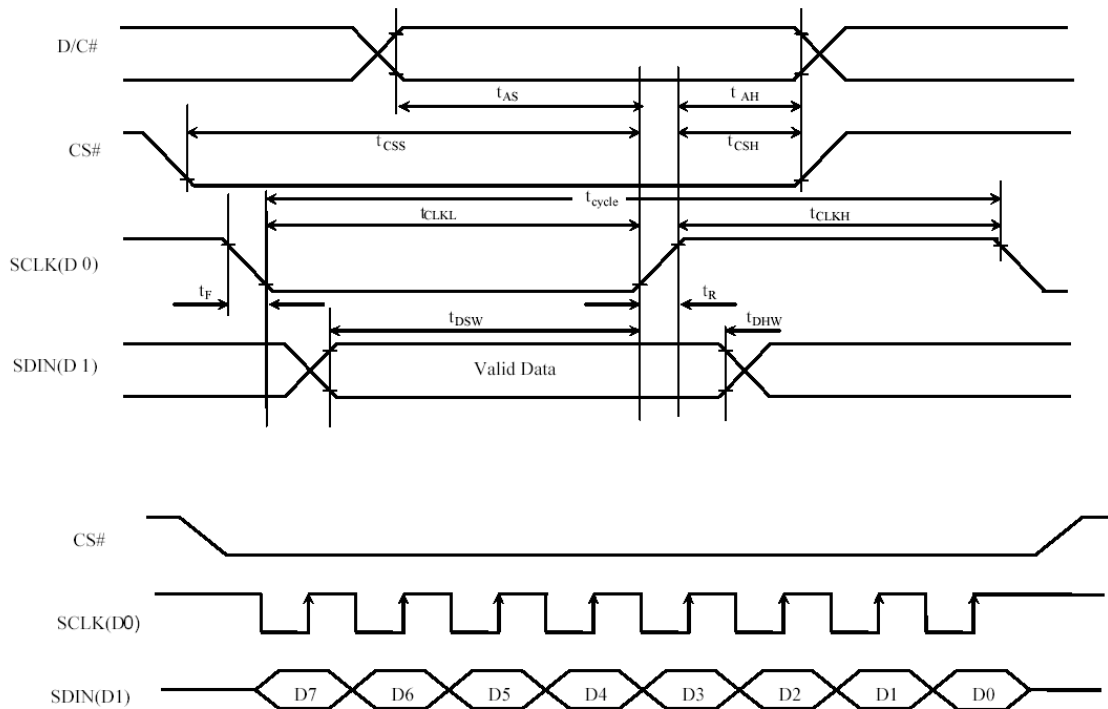 D/C#
tAS
tAH
CS#
tCSS
tCSH
tcycle
tCLKL
tCLKH
SCLK(D0)
tF
tR
tDSW
tDHW
SDIN(D1)
Valid Data
CS#
SCLK(D0)
SDIN(D1)
D7 D6 D5 D4 D3 D2 D1 D0